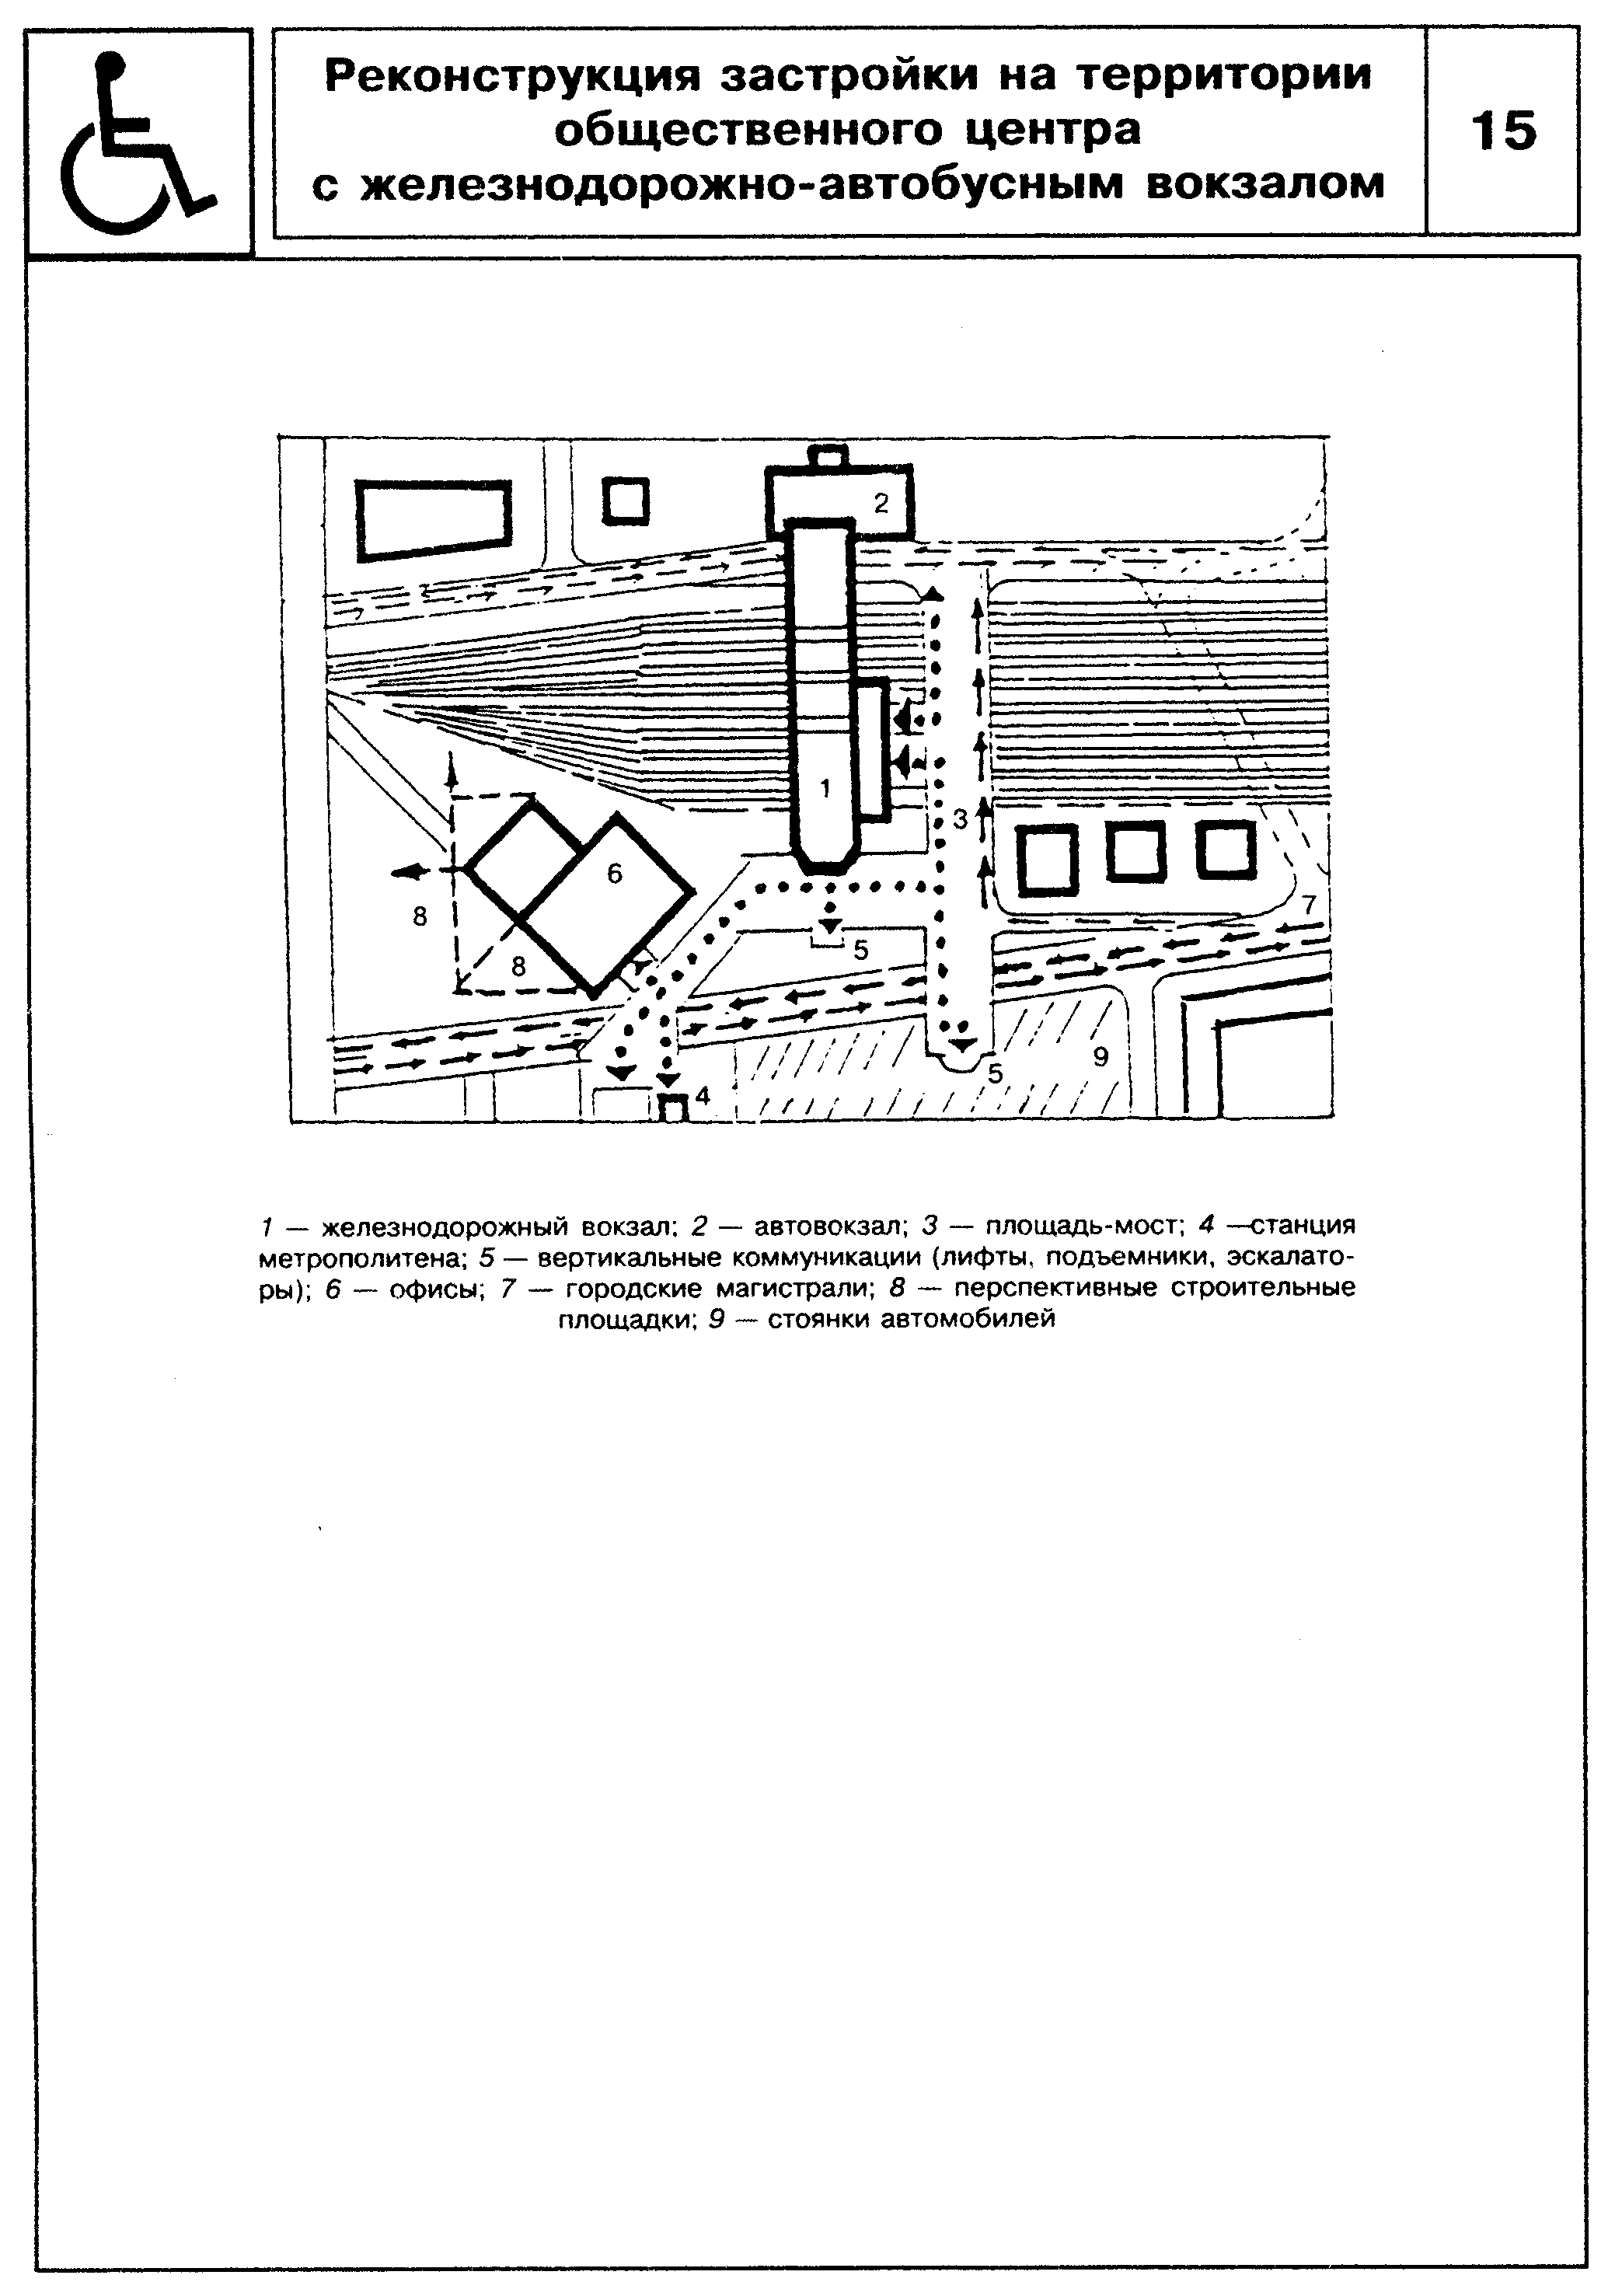 Реконструкция застройки на территории
общественного центра
с железнодорожно-автобусным вокзалом
15
2
1
3
6
8
7
5
8
9
5
4
1 — железнодорожный вокзал; 2 — автовокзал; 3 — площадь-мост; 4 —станция
метрополитена; 5 — вертикальные коммуникации (лифты, подъемники, эскалато-
ры); 6 — офисы; 7 — городские магистрали; 8 — перспективные строительные
площадки; 9 — стоянки автомобилей